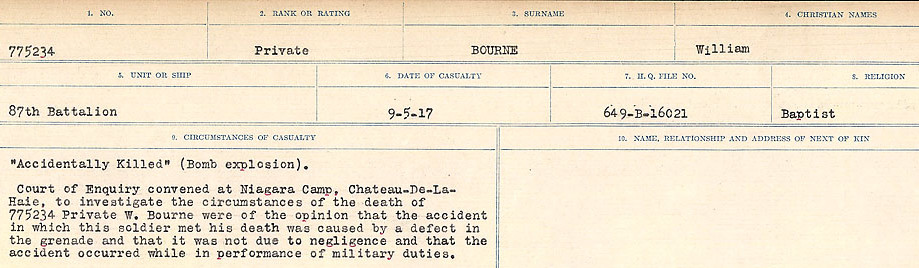 1. NO. 2. RANK OR RATING 3. SURNAME 4. CHRISTIAN NAMES
775234 Private BOURNE William
5. UNIT OR SHIP 6. DATE OF CASUALTY 7. H.Q. FILE NO. 8. RELIGION
87th Battalion 9-5-17 649-B-16021 Baptist
9. CIRCUMSTANCES OF CASUALTY 10. NAME, RELATIONSHIP AND ADDRESS OF NEXT OF KIN
"Accidentally Killed" (Bomb explosion).
Court of Enquiry convened at Niagara Camp, Chateau-De-La-
Haie, to investigate the circumstances of the death of
775234 Private W. Bourne were of the opinion that the accident
in which this soldier met his death was caused by a defect in
the grenade and that it was not due to negligence and that the
accident occurred while in performance of military duties.